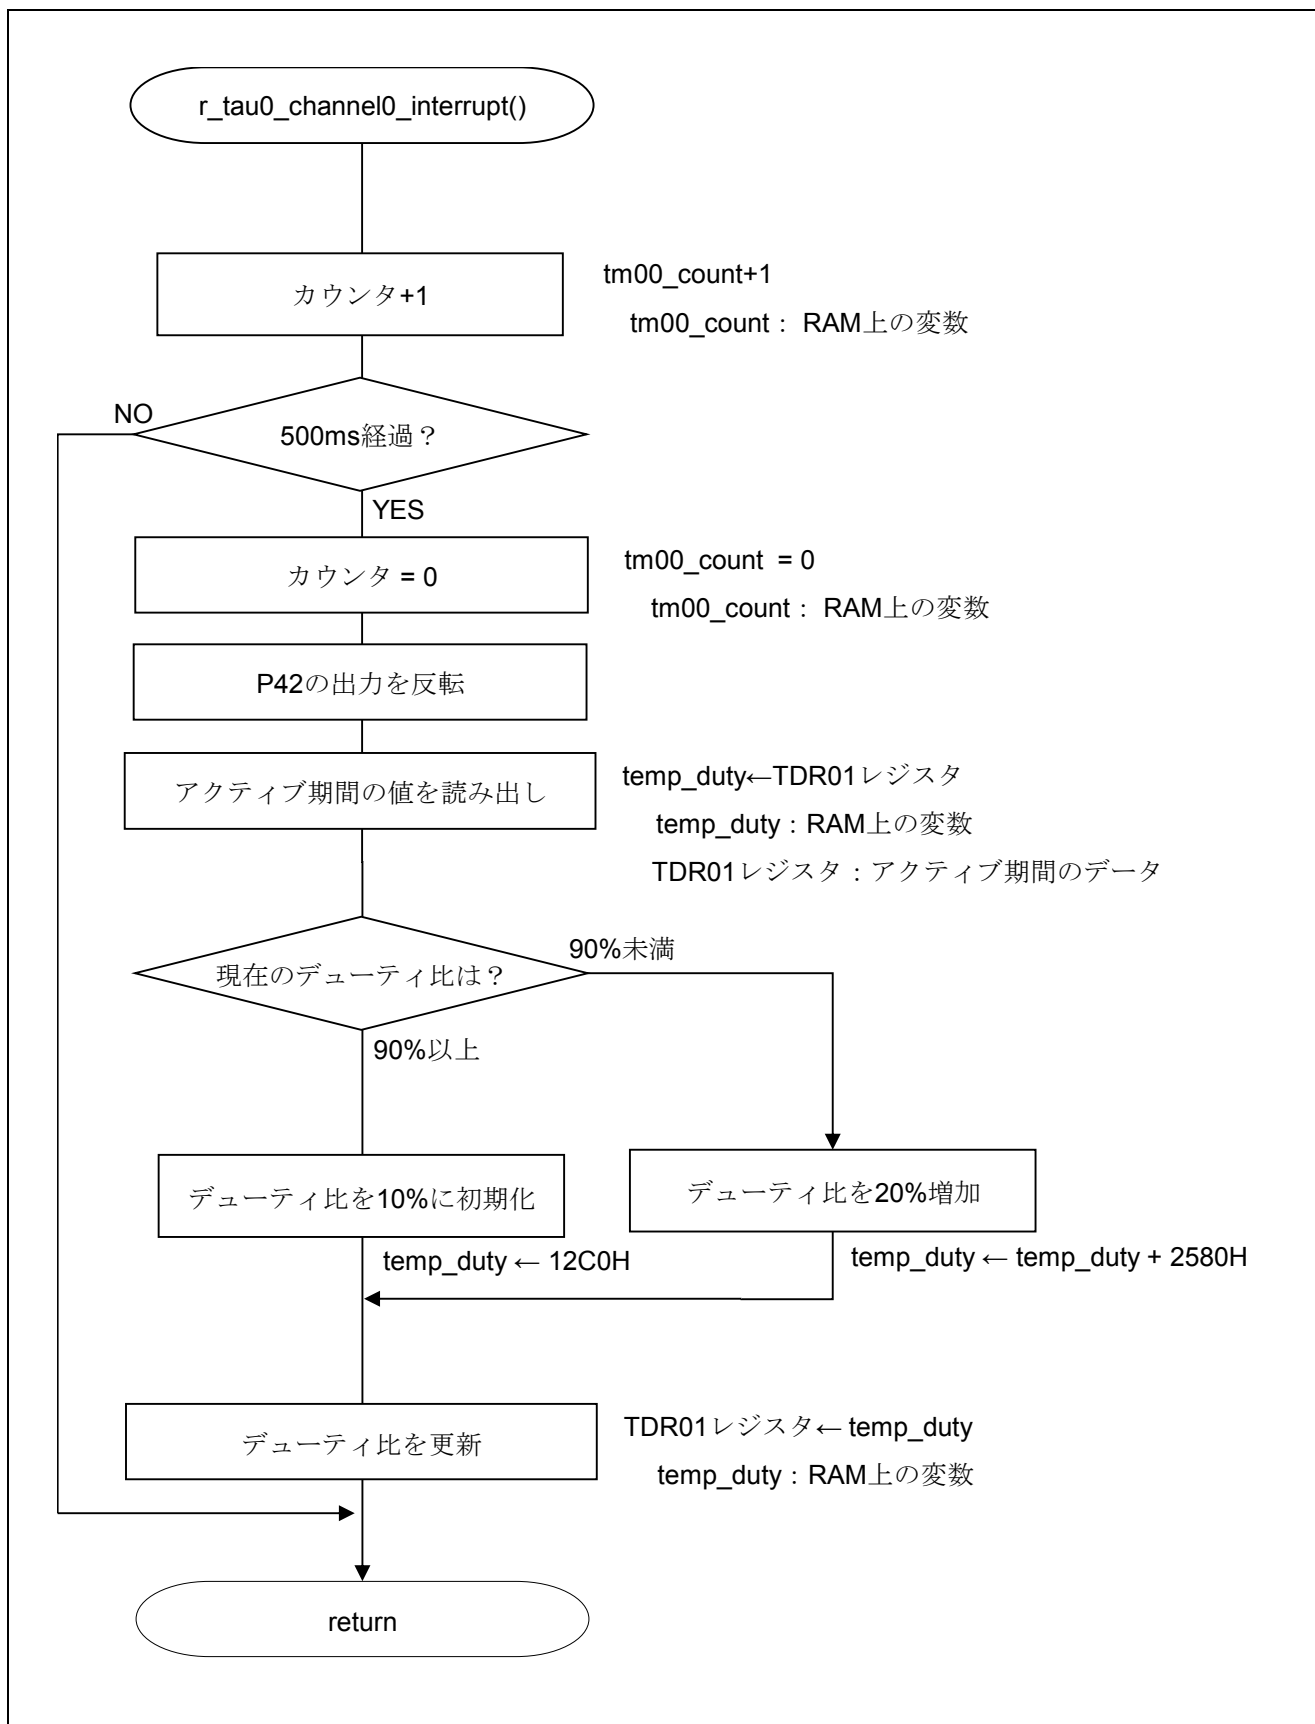 r_tau0_channel0_interrupt()
カウンタ+1
tm00_count+1
tm00_count： RAM上の変数
500ms経過？
NO
YES
カウンタ = 0
tm00_count = 0
tm00_count： RAM上の変数
P42の出力を反転
アクティブ期間の値を読み出し
temp_duty←TDR01レジスタ
temp_duty：RAM上の変数
TDR01レジスタ：アクティブ期間のデータ
現在のデューティ比は？
90%未満
90%以上
デューティ比を10%に初期化
temp_duty ← 12C0H
デューティ比を20%増加
temp_duty ← temp_duty + 2580H
デューティ比を更新
TDR01レジスタ← temp_duty
temp_duty：RAM上の変数
return